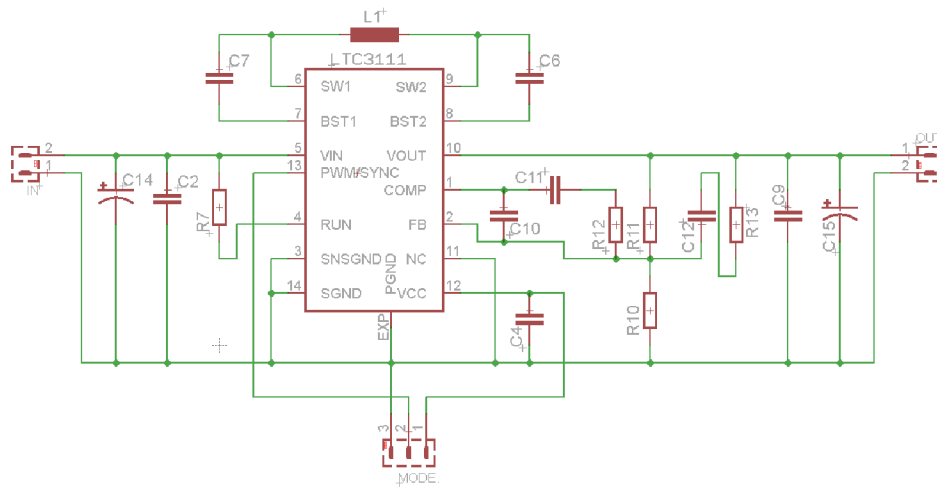 L1
C7
LTC3111
C6
6 SW1 SW2 9
7 BST1 BST2 8
2 5 VIN VOUT 10 1 OUT
1 13 PWM/SYNC 2
IN C14 C2 COMP 1 C11 C9
R7 4 RUN FB 2 C10 R12 R11 C12 R13 C15
3 SNSGND NC 11
PGND
14 SGND VCC 12
R10
EXP C4
3 2 1
MODE